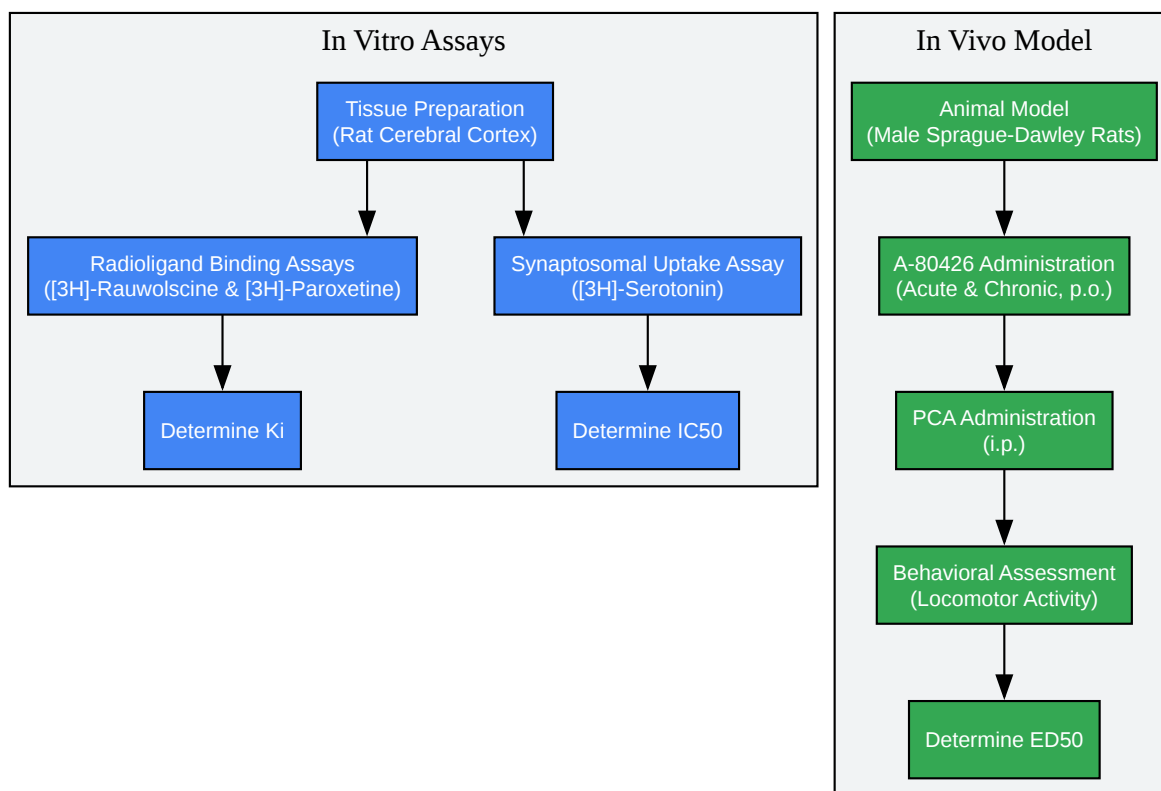 In Vitro Assays
Tissue Preparation
(Rat Cerebral Cortex)
Radioligand Binding Assays
([3H]-Rauwolscine & [3H]-Paroxetine)
Synaptosomal Uptake Assay
([3H]-Serotonin)
Determine Ki
Determine IC50
In Vivo Model
Animal Model
(Male Sprague-Dawley Rats)
A-80426 Administration
(Acute & Chronic, p.o.)
PCA Administration
(i.p.)
Behavioral Assessment
(Locomotor Activity)
Determine ED50